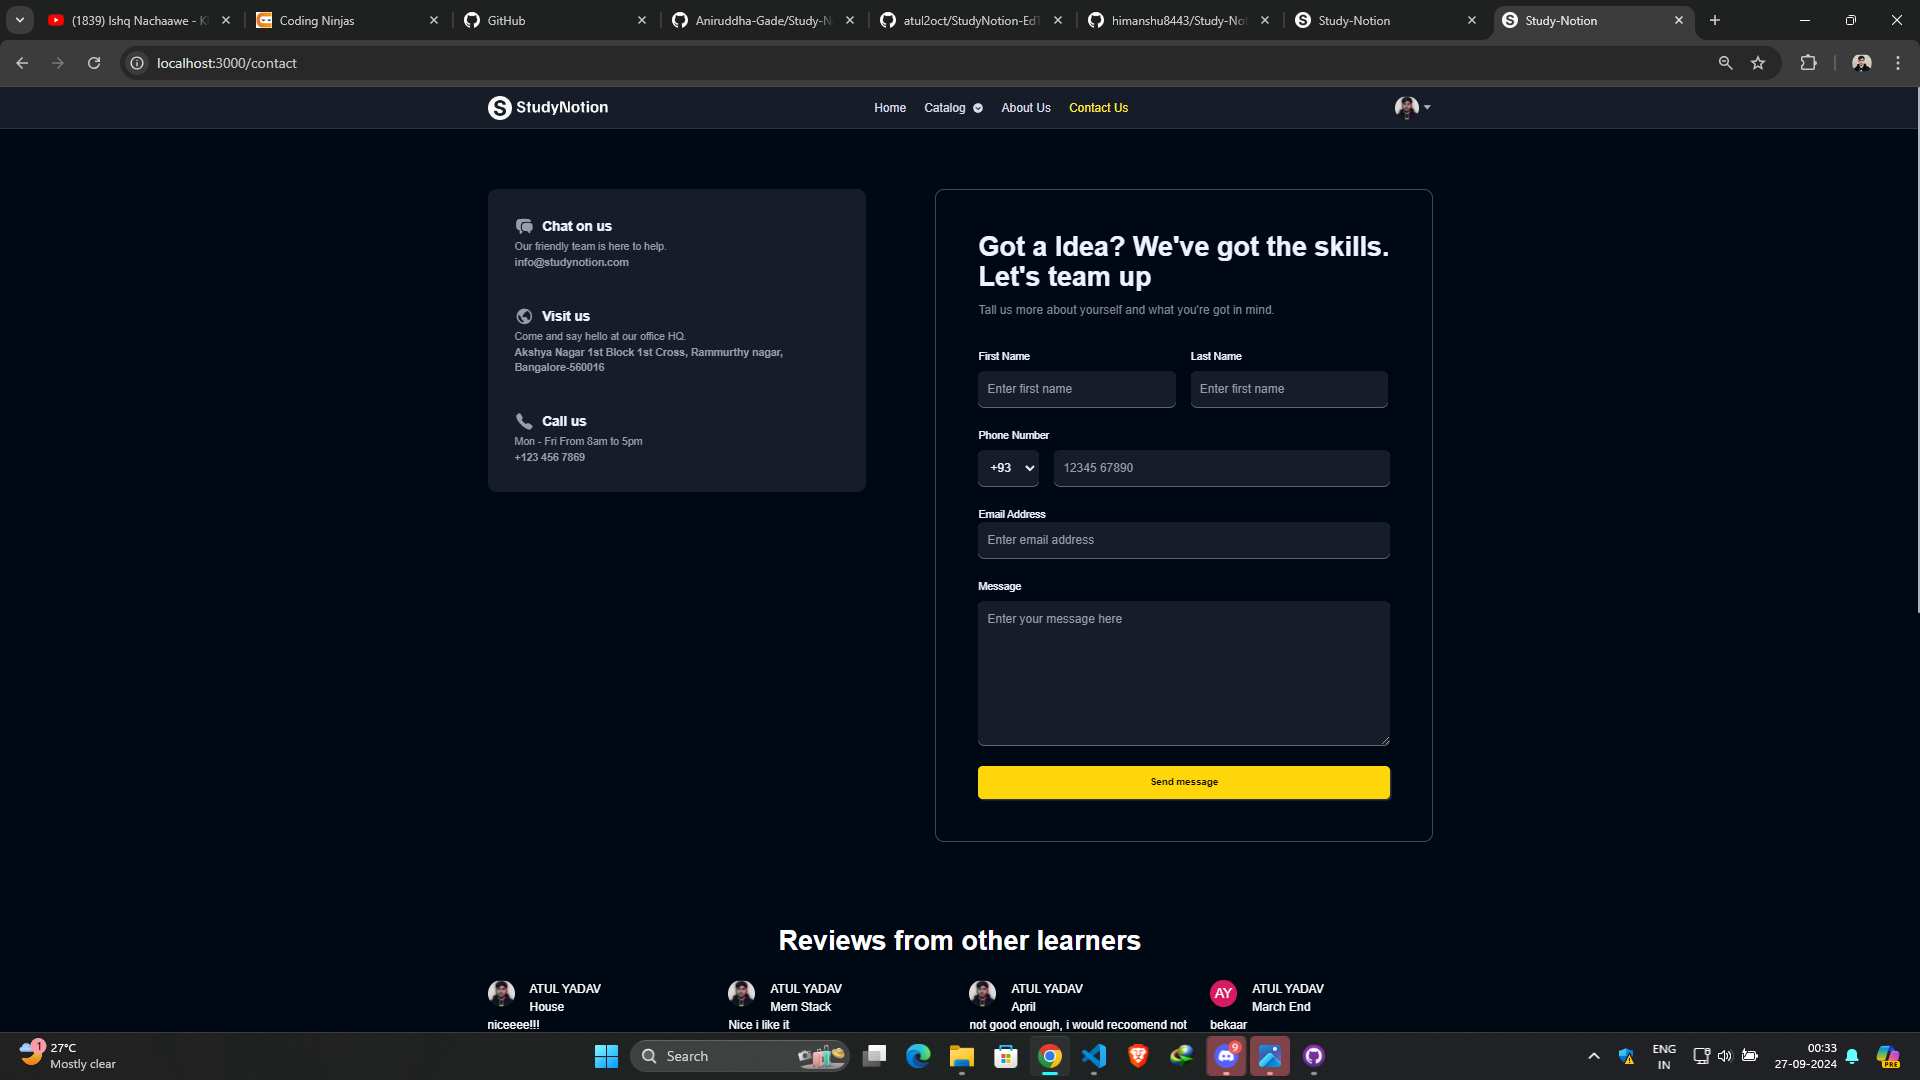 (1839) Ishq Nachaawe - K
Coding Ninjas
GitHub
Aniruddha-Gade/Study-N
atul2oct/StudyNotion-EdT
himanshu8443/Study-Not
Study-Notion
Study-Notion
localhost:3000/contact
StudyNotion
Home
Catalog
About Us
Contact Us
Chat on us
Our friendly team is here to help.
info@studynotion.com
Visit us
Come and say hello at our office HQ.
Akshya Nagar 1st Block 1st Cross, Rammurthy nagar,
Bangalore-560016
Call us
Mon - Fri From 8am to 5pm
+123 456 7869
Got a Idea? We've got the skills.
Let's team up
Tall us more about yourself and what you're got in mind.
First Name
Last Name
Enter first name
Enter first name
Phone Number
+93
12345 67890
Email Address
Enter email address
Message
Enter your message here
Send message
Reviews from other learners
ATUL YADAV
House
niceeee!!!
ATUL YADAV
Mern Stack
Nice i like it
ATUL YADAV
April
not good enough, i would recoomend not
AY
ATUL YADAV
March End
bekaar
1
27°C
Mostly clear
Search
9
ENG
IN
00:33
27-09-2024
PRE